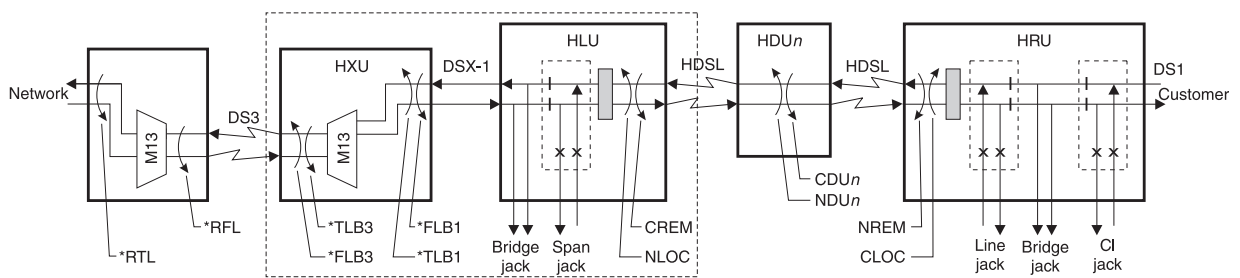 HXU
HLU
HDUn
HRU
Network
DS3
DSX-1
HDSL
HDSL
DS1
Customer
M13
M13
CDUn
NDUn
*RFL
*RTL
*TLB3
*FLB3
*FLB1
*TLB1
Bridge
jack
Span
jack
CREM
NLOC
NREM
CLOC
Line
jack
Bridge
jack
CI
jack